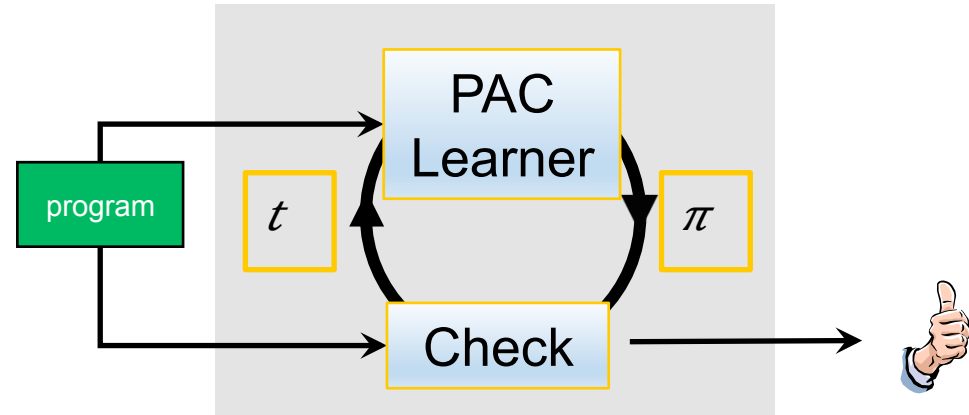 PAC
Learner
program
t
π
Check